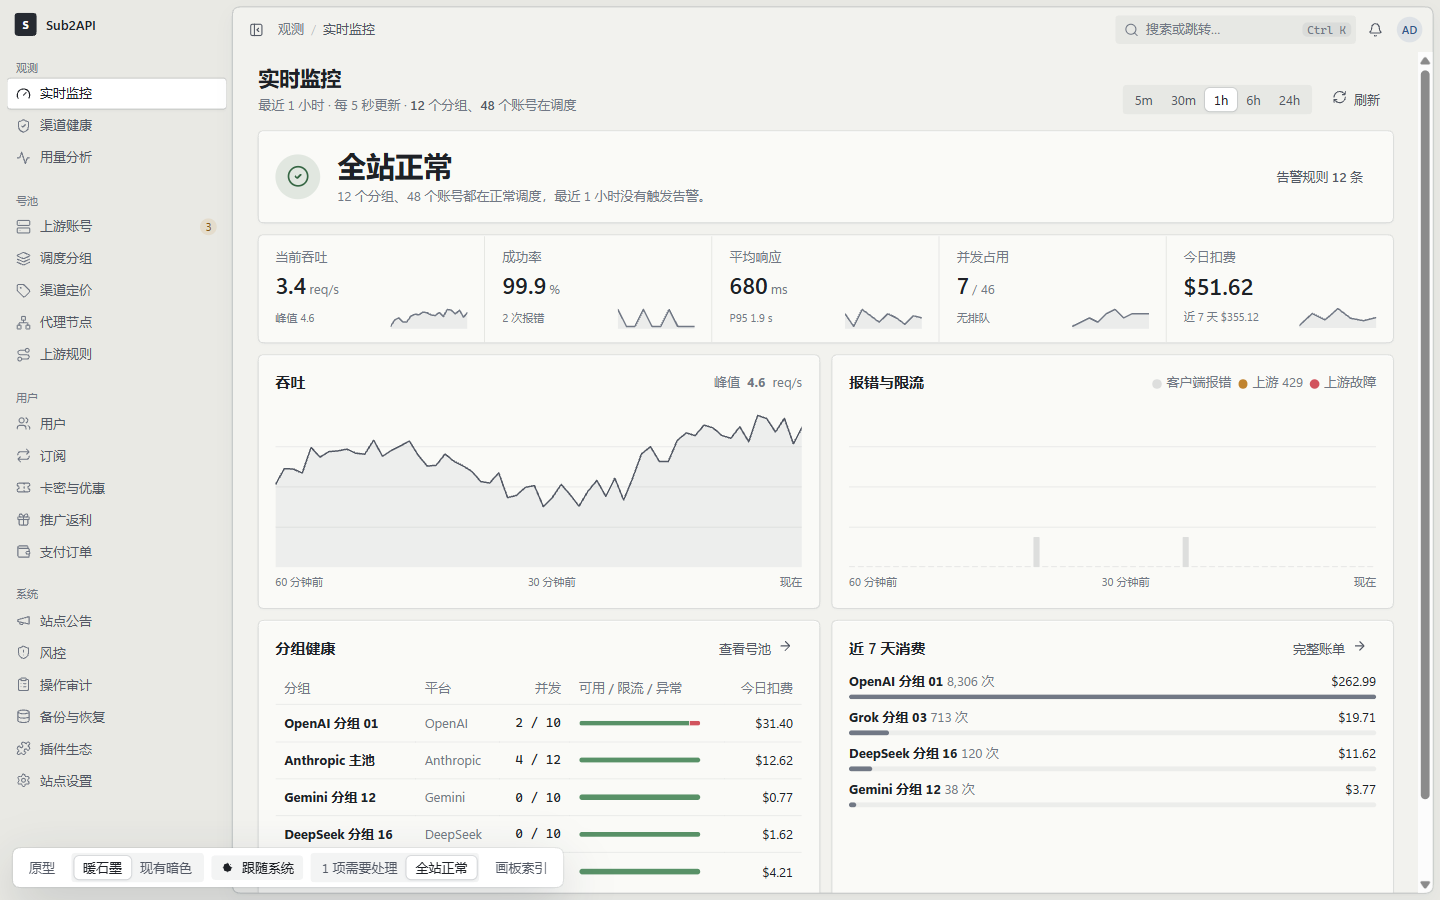 S Sub2API
观测 / 实时监控
搜索或跳转... Ctrl K
AD
观测
实时监控
渠道健康
用量分析
号池
上游账号 3
调度分组
渠道定价
代理节点
上游规则
用户
用户
订阅
卡密与优惠
推广返利
支付订单
系统
站点公告
风控
操作审计
备份与恢复
插件生态
站点设置
实时监控
最近 1 小时 · 每 5 秒更新 · 12 个分组、48 个账号在调度
5m 30m 1h 6h 24h 刷新
全站正常
12 个分组、48 个账号都在正常调度，最近 1 小时没有触发告警。
告警规则 12 条
当前吞吐
3.4 req/s
峰值 4.6
成功率
99.9 %
2 次报错
平均响应
680 ms
P95 1.9 s
并发占用
7 / 46
无排队
今日扣费
$51.62
近 7 天 $355.12
吞吐 峰值 4.6 req/s
60 分钟前 30 分钟前 现在
报错与限流 客户端报错 上游 429 上游故障
60 分钟前 30 分钟前 现在
分组健康 查看号池
分组 平台 并发 可用 / 限流 / 异常 今日扣费
OpenAI 分组 01 OpenAI 2 / 10 $31.40
Anthropic 主池 Anthropic 4 / 12 $12.62
Gemini 分组 12 Gemini 0 / 10 $0.77
DeepSeek 分组 16 DeepSeek 0 / 10 $1.62
$4.21
近 7 天消费 完整账单
OpenAI 分组 01 8,306 次 $262.99
Grok 分组 03 713 次 $19.71
DeepSeek 分组 16 120 次 $11.62
Gemini 分组 12 38 次 $3.77
原型 暖石墨 现有暗色 跟随系统 1 项需要处理 全站正常 画板索引